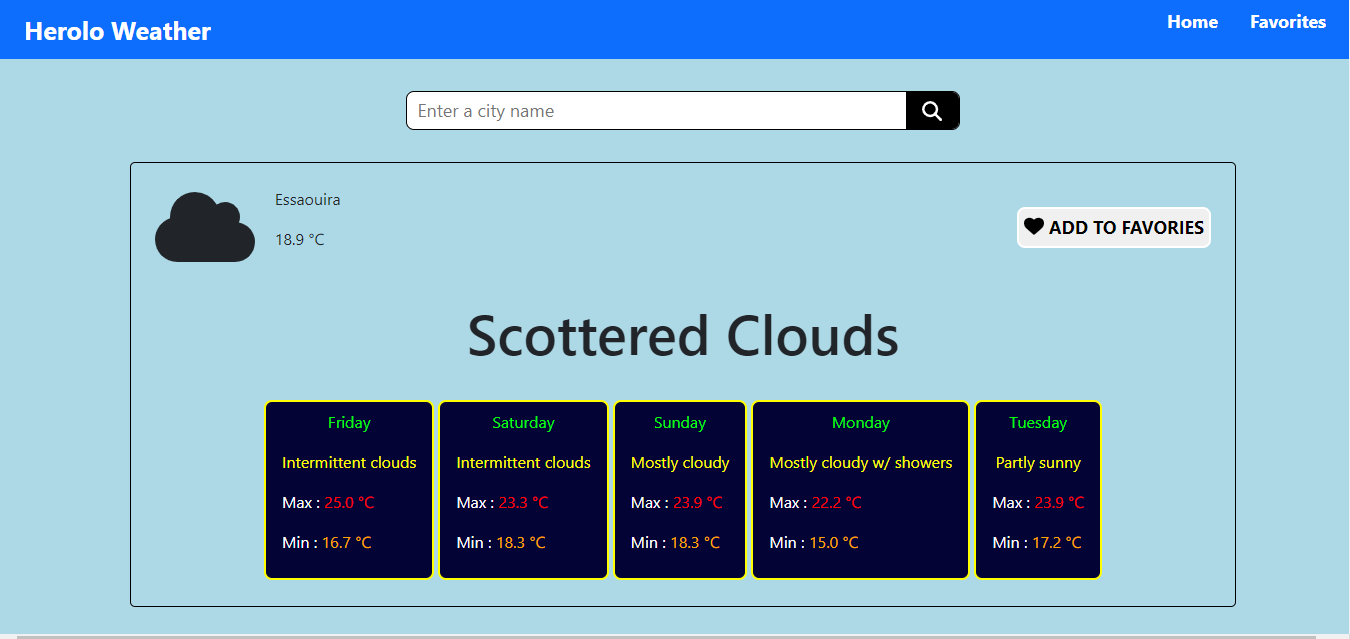 Herolo Weather
Home
Favorites
Enter a city name
Essaouira
18.9 °C
ADD TO FAVORIES
Scottered Clouds
Friday
Intermittent clouds
Max : 25.0 °C
Min : 16.7 °C
Saturday
Intermittent clouds
Max : 23.3 °C
Min : 18.3 °C
Sunday
Mostly cloudy
Max : 23.9 °C
Min : 18.3 °C
Monday
Mostly cloudy w/ showers
Max : 22.2 °C
Min : 15.0 °C
Tuesday
Partly sunny
Max : 23.9 °C
Min : 17.2 °C